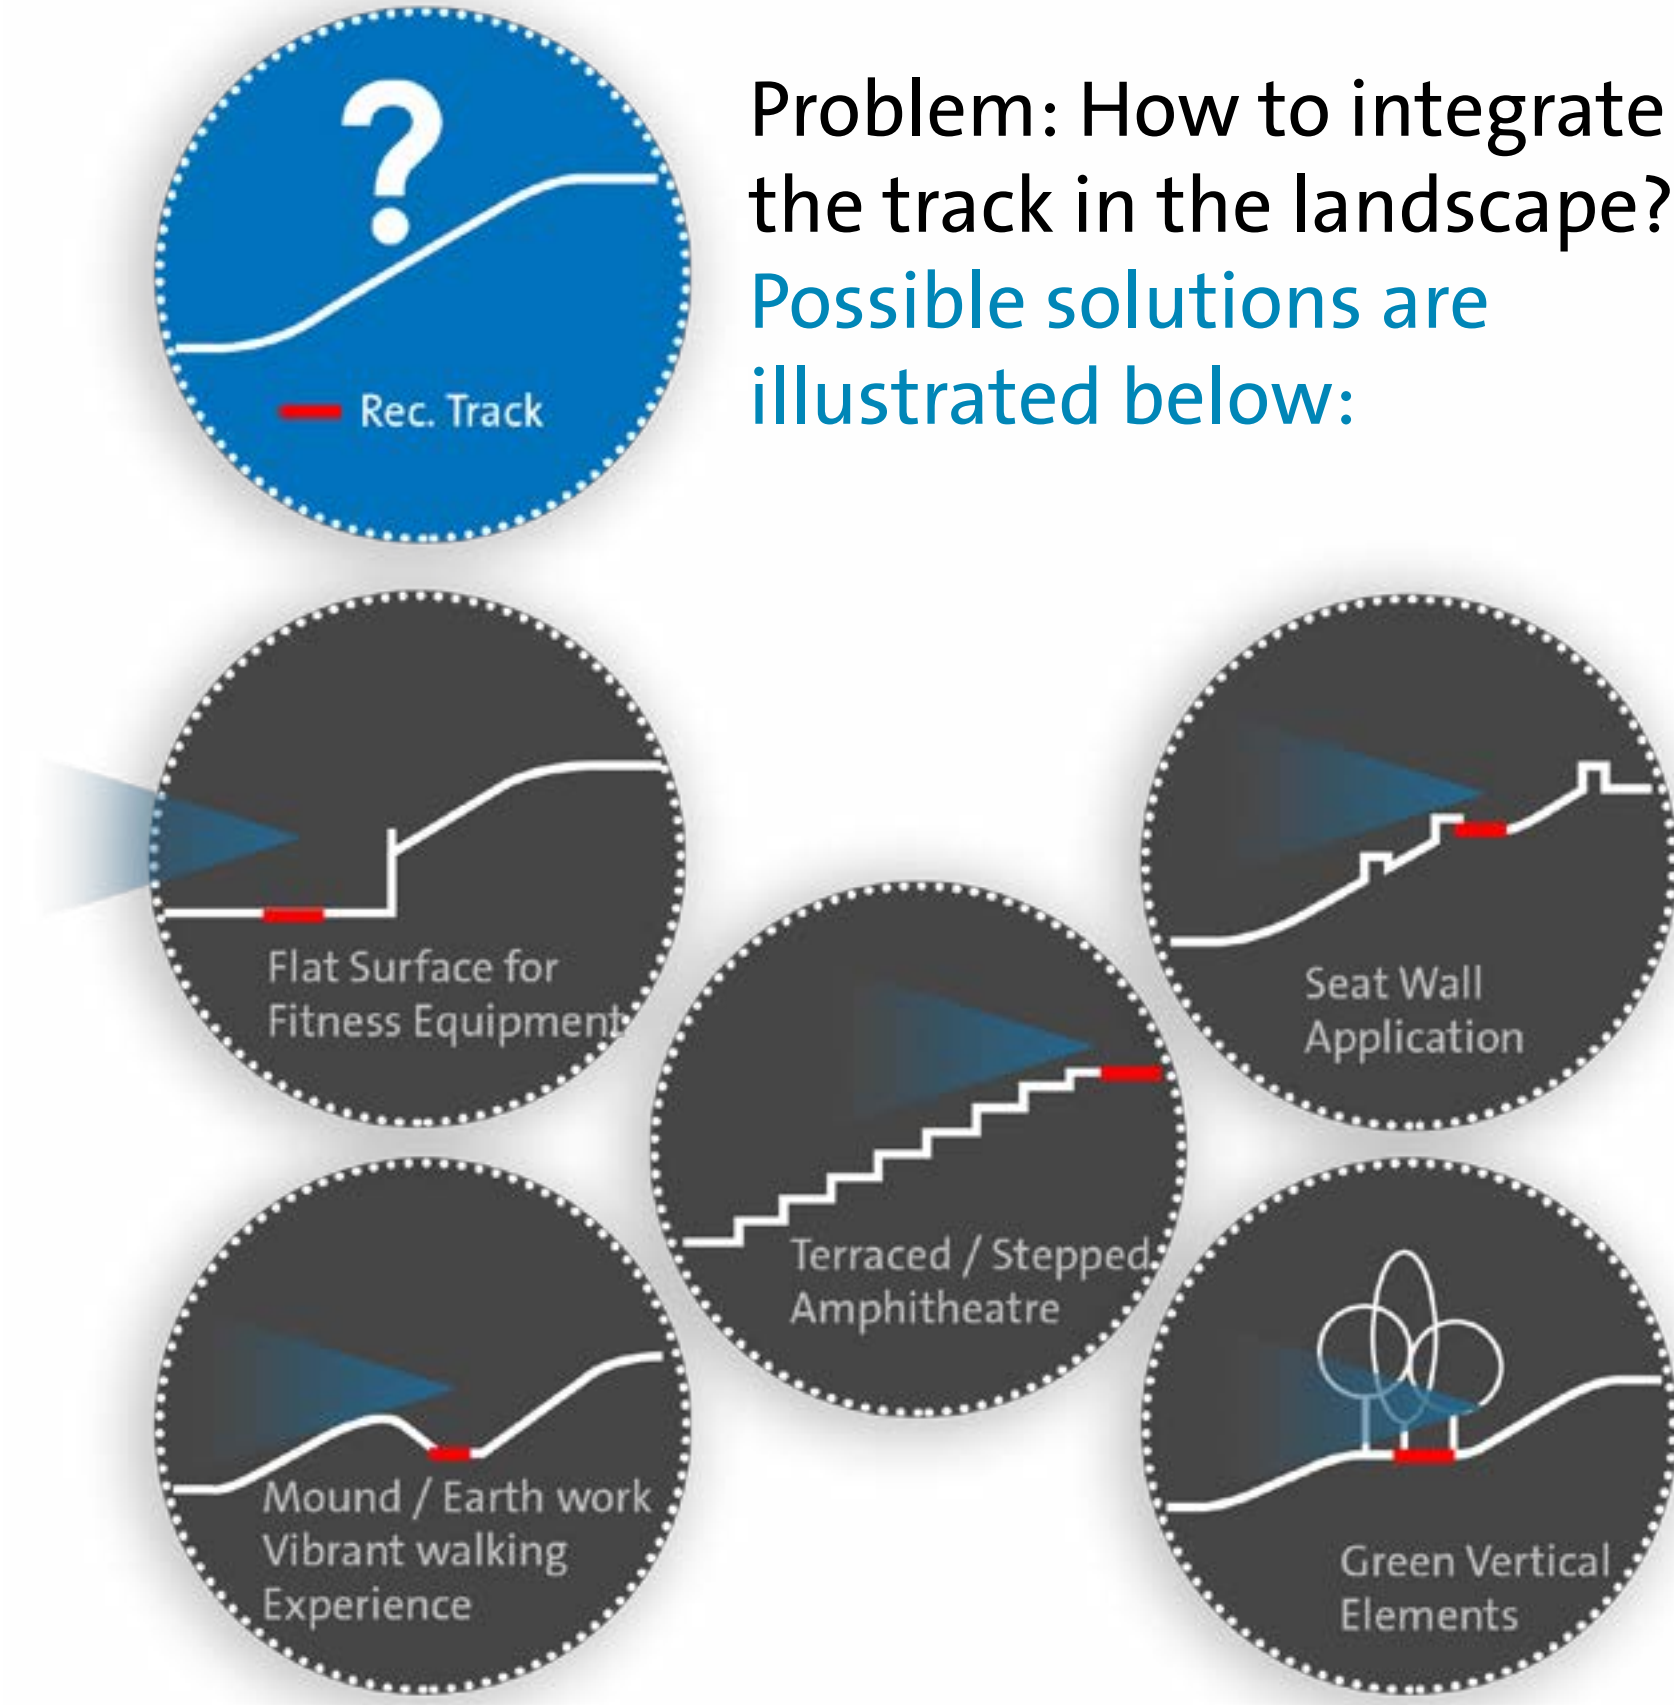 ?
Problem: How to integrate
the track in the landscape?
Possible solutions are
illustrated below:
Rec. Track
Flat Surface for
Fitness Equipment
Seat Wall
Application
Terraced / Stepped
Amphitheatre
Mound / Earth work
Vibrant walking
Experience
Green Vertical
Elements